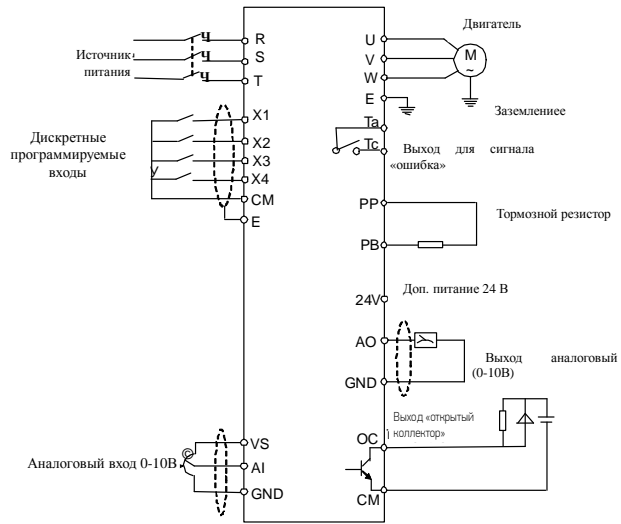 Двигатель
Источник
питания
R
S
T
U
V
W
E
M
~
Заземлениее
Дискретные
программируемые
входы
X1
X2
X3
X4
CM
E
У
Ta
Tc
Выход для сигнала
«ошибка»
PP
PB
Тормозной резистор
24V
Доп. питание 24 В
AO
GND
Выход аналоговый
(0-10В)
Выход «открытый
коллектор»
OC
CM
Аналоговый вход 0-10В
VS
AI
GND